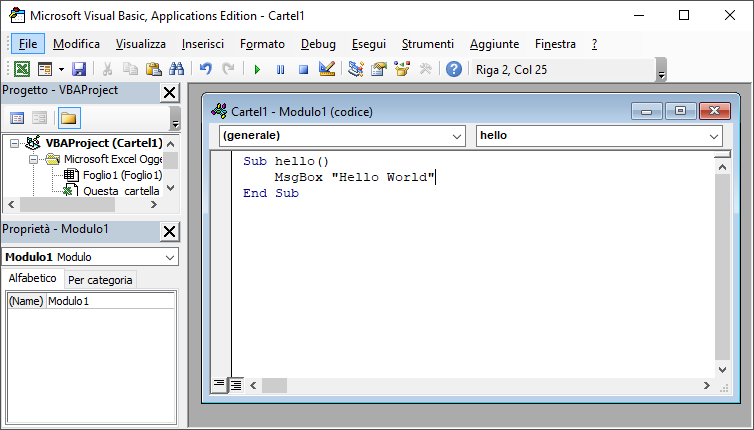 Microsoft Visual Basic, Applications Edition - Cartel1
File Modifica Visualizza Inserisci Formato Debug Esegui Strumenti Aggiunte Finestra ?
Riga 2, Col 25
Progetto - VBAProject
VBAProject (Cartel1)
Microsoft Excel Ogge
Foglio1 (Foglio1)
Questa_cartella
Proprietà - Modulo1
Modulo1 Modulo
Alfabetico Per categoria
(Name) Modulo1
Cartel1 - Modulo1 (codice)
(generale) hello
Sub hello()
MsgBox "Hello World"
End Sub